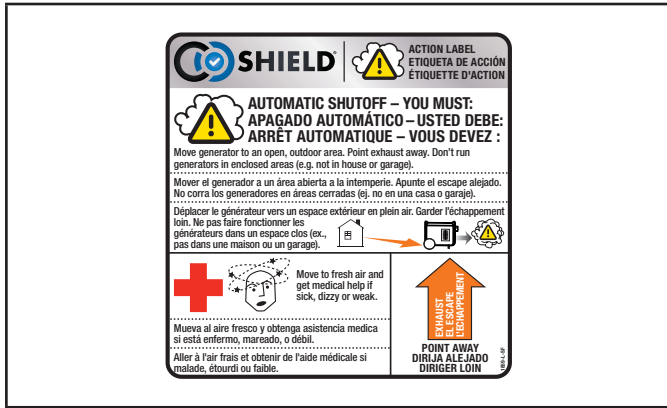 CO SHIELD®
ACTION LABEL
ETIQUETA DE ACCIÓN
ÉTIQUETTE D'ACTION
AUTOMATIC SHUTOFF – YOU MUST:
APAGADO AUTOMÁTICO – USTED DEBE:
ARRÊT AUTOMATIQUE – VOUS DEVEZ :
Move generator to an open, outdoor area. Point exhaust away. Don't run
generators in enclosed areas (e.g. not in house or garage).
Mover el generador a un área abierta a la intemperie. Apunte el escape alejado.
No corra los generadores en áreas cerradas (ej. no en una casa o garaje).
Déplacer le générateur vers un espace extérieur en plein air. Garder l'échappement
loin. Ne pas faire fonctionner les
générateurs dans un espace clos (ex.,
pas dans une maison ou un garage).
Move to fresh air and
get medical help if
sick, dizzy or weak.
Mueva al aire fresco y obtenga asistencia medica
si está enfermo, mareado, o débil.
Aller à l'air frais et obtenir de l'aide médicale si
malade, étourdi ou faible.
EXHAUST
EL ESCAPE
L'ÉCHAPPEMENT
POINT AWAY
DIRIJA ALEJADO
DIRIGER LOIN